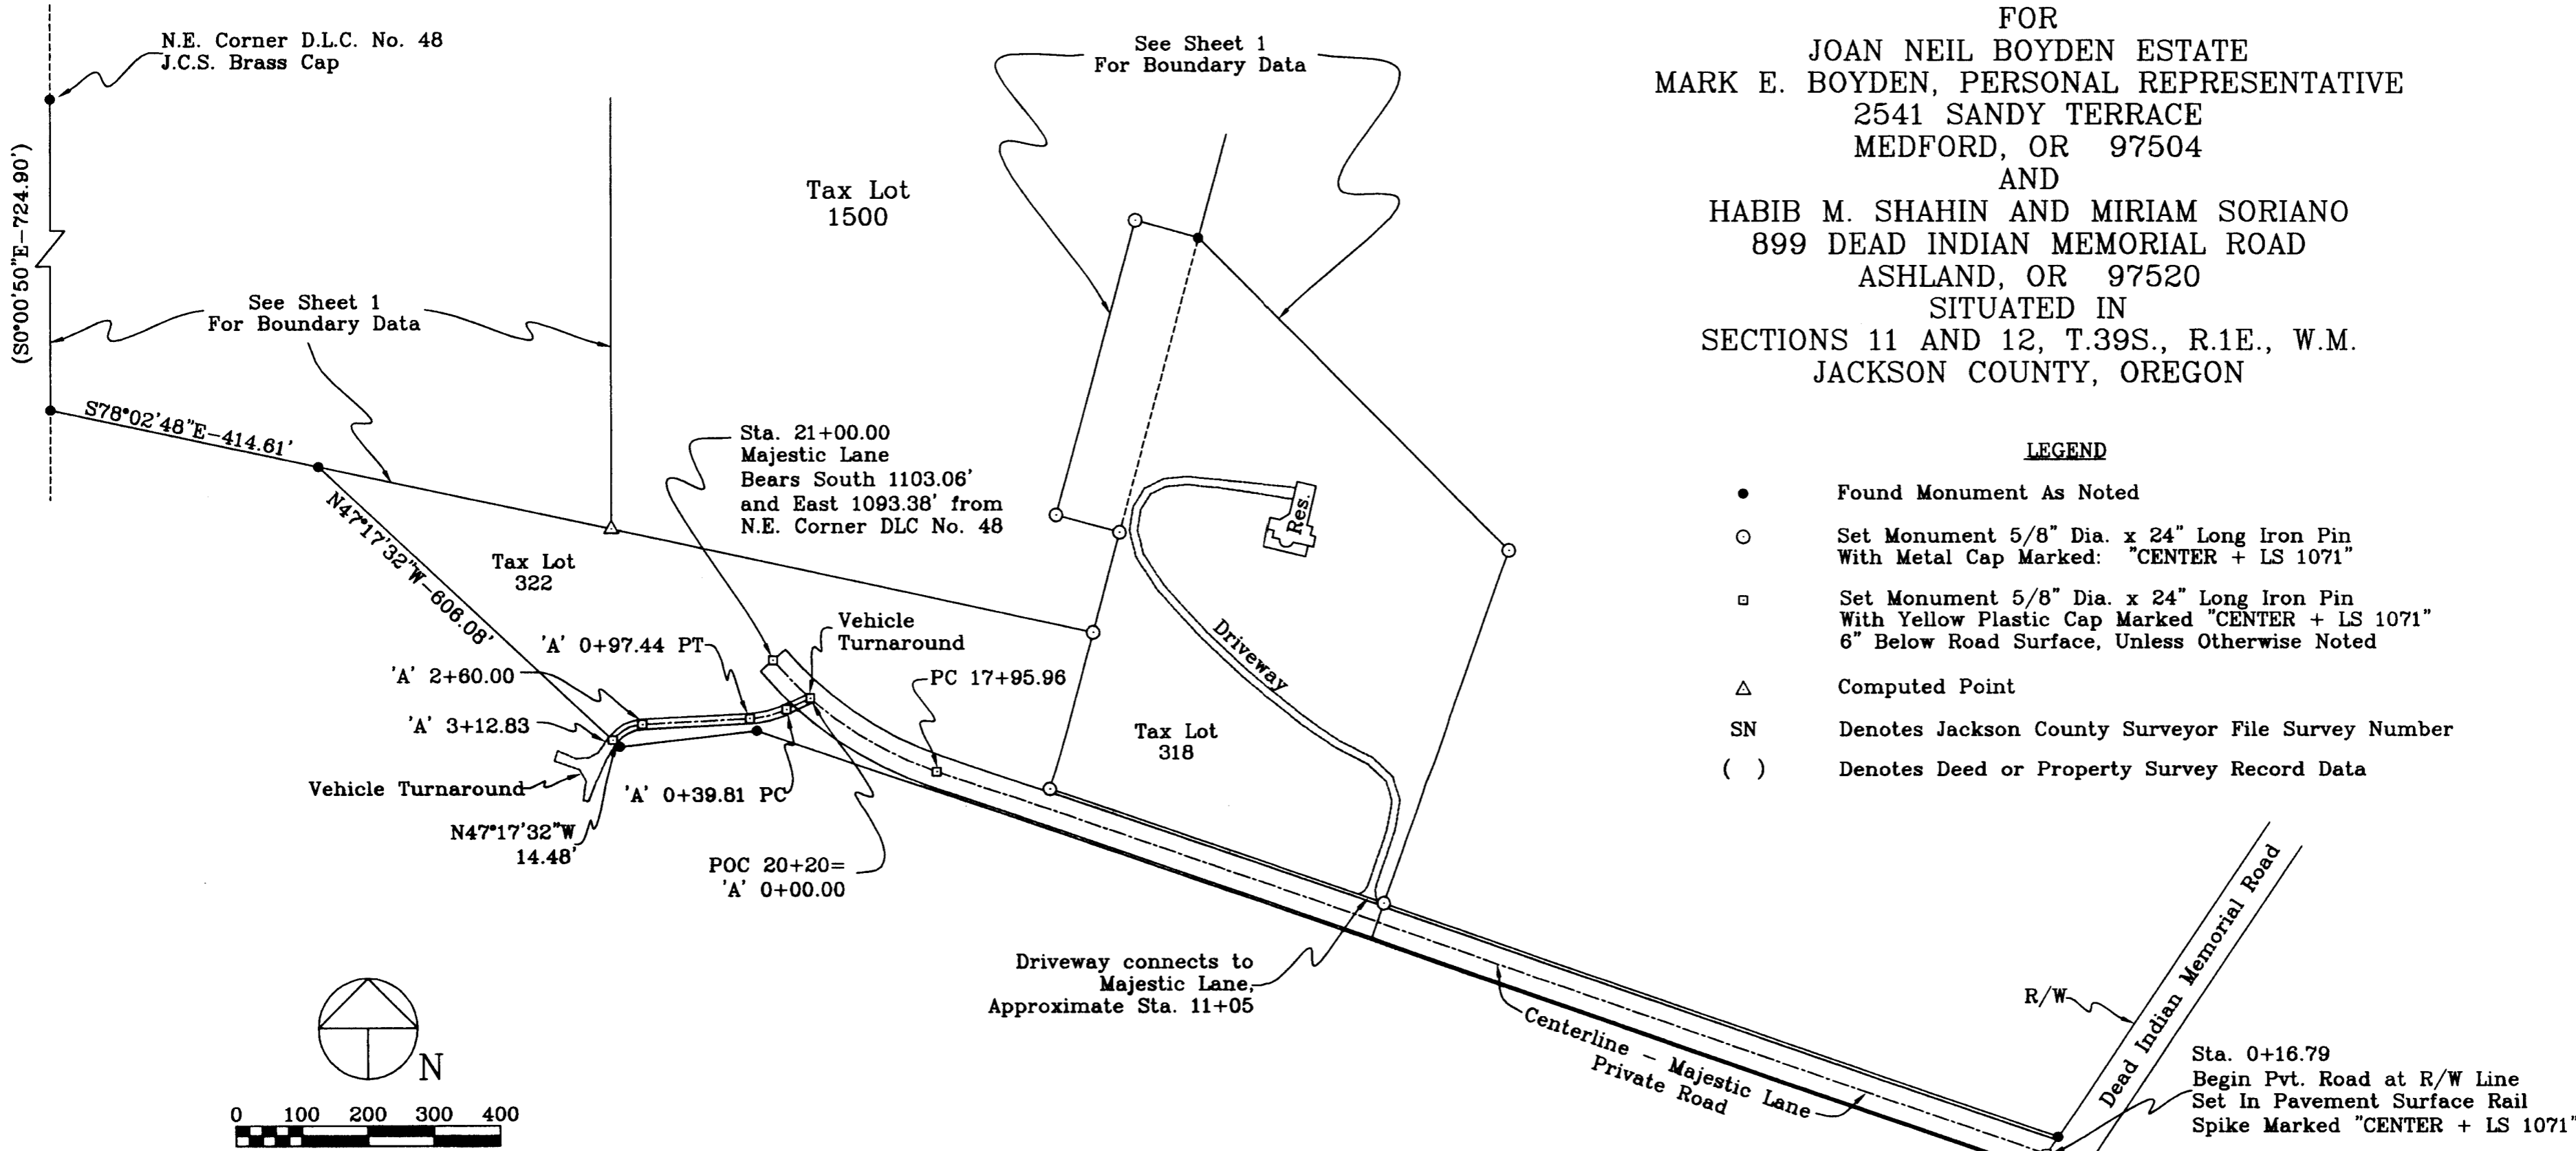 FOR
JOAN NEIL BOYDEN ESTATE
MARK E. BOYDEN, PERSONAL REPRESENTATIVE
2541 SANDY TERRACE
MEDFORD, OR 97504
AND
HABIB M. SHAHIN AND MIRIAM SORIANO
899 DEAD INDIAN MEMORIAL ROAD
ASHLAND, OR 97520
SITUATED IN
SECTIONS 11 AND 12, T.39S., R.1E., W.M.
JACKSON COUNTY, OREGON
N.E. Corner D.L.C. No. 48
J.C.S. Brass Cap
(S0°00'50"E-724.90')
See Sheet 1
For Boundary Data
See Sheet 1
For Boundary Data
Tax Lot
1500
S78°02'48"E-414.61'
N47°17'32"W-606.08'
Sta. 21+00.00
Majestic Lane
Bears South 1103.06'
and East 1093.38' from
N.E. Corner DLC No. 48
Tax Lot
322
Res.
Driveway
Vehicle
Turnaround
'A' 0+97.44 PT
'A' 2+60.00
PC 17+95.96
'A' 3+12.83
Tax Lot
318
Vehicle Turnaround
'A' 0+39.81 PC
N47°17'32"W
14.48'
POC 20+20=
'A' 0+00.00
Driveway connects to
Majestic Lane,
Approximate Sta. 11+05
Centerline - Majestic Lane
Private Road
LEGEND
Found Monument As Noted
Set Monument 5/8" Dia. x 24" Long Iron Pin
With Metal Cap Marked: "CENTER + LS 1071"
Set Monument 5/8" Dia. x 24" Long Iron Pin
With Yellow Plastic Cap Marked "CENTER + LS 1071"
6" Below Road Surface, Unless Otherwise Noted
Computed Point
SN Denotes Jackson County Surveyor File Survey Number
( ) Denotes Deed or Property Survey Record Data
R/W
Dead Indian Memorial Road
Sta. 0+16.79
Begin Pvt. Road at R/W Line
Set In Pavement Surface Rail
Spike Marked "CENTER + LS 1071"
N
0 100 200 300 400